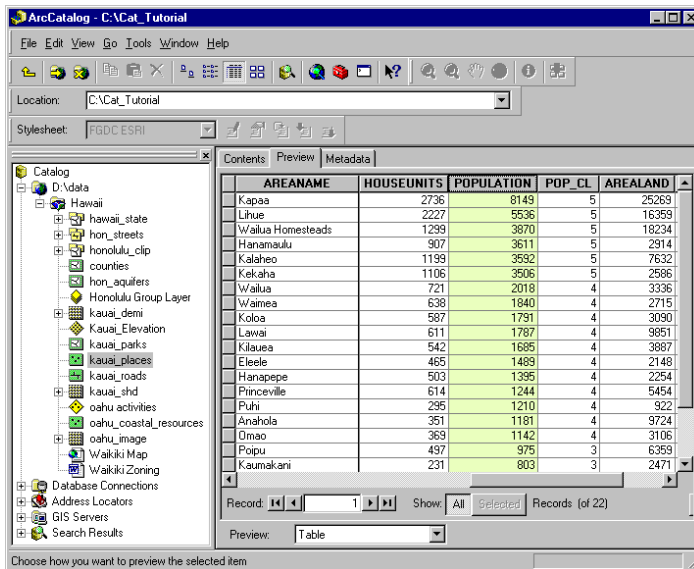 ArcCatalog - C:\Cat_Tutorial
File Edit View Go Tools Window Help
Location: C:\Cat_Tutorial
Stylesheet: FGDC ESRI
Catalog
D:\data
Hawaii
hawaii_state
hon_streets
honolulu_clip
counties
hon_aquifers
Honolulu Group Layer
kauai_demi
Kauai_Elevation
kauai_parks
kauai_places
kauai_roads
kauai_shd
oahu activities
oahu_coastal_resources
oahu_image
Waikiki Map
Waikiki Zoning
Database Connections
Address Locators
GIS Servers
Search Results
Contents Preview Metadata
AREANAME HOUSEUNITS POPULATION POP_CL AREALAND
Kapaa 2736 8149 5 25269
Lihue 2227 5536 5 16359
Wailua Homesteads 1299 3870 5 18234
Hanamaulu 907 3611 5 2914
Kalaheo 1199 3592 5 7632
Kekaha 1106 3506 5 2586
Wailua 721 2018 4 3336
Waimea 638 1840 4 2715
Koloa 587 1791 4 3090
Lawai 611 1787 4 9851
Kilauea 542 1685 4 3887
Eleele 465 1489 4 2148
Hanapepe 503 1395 4 2254
Princeville 614 1244 4 5454
Puhi 295 1210 4 922
Anahola 351 1181 4 9724
Omao 369 1142 4 3106
Poipu 497 975 3 6359
Kaumakani 231 803 3 2471
Record: 1 Show: All Selected Records (of 22)
Preview: Table
Choose how you want to preview the selected item